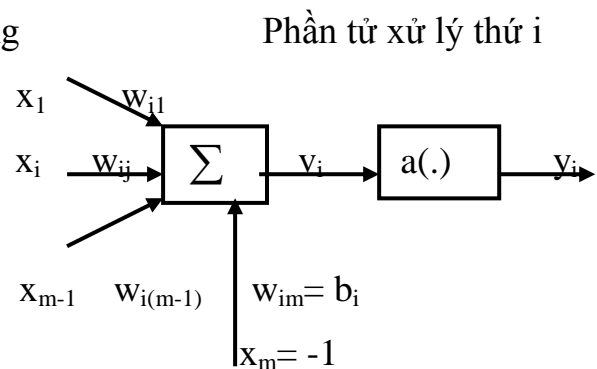 g Phần tử xử lý thứ i
x₁ wᵢ₁
xᵢ wᵢⱼ ∑ vᵢ a(.) yᵢ
xₘ₋₁ wᵢ₍ₘ₋₁₎ wᵢₘ= bᵢ
xₘ= -1